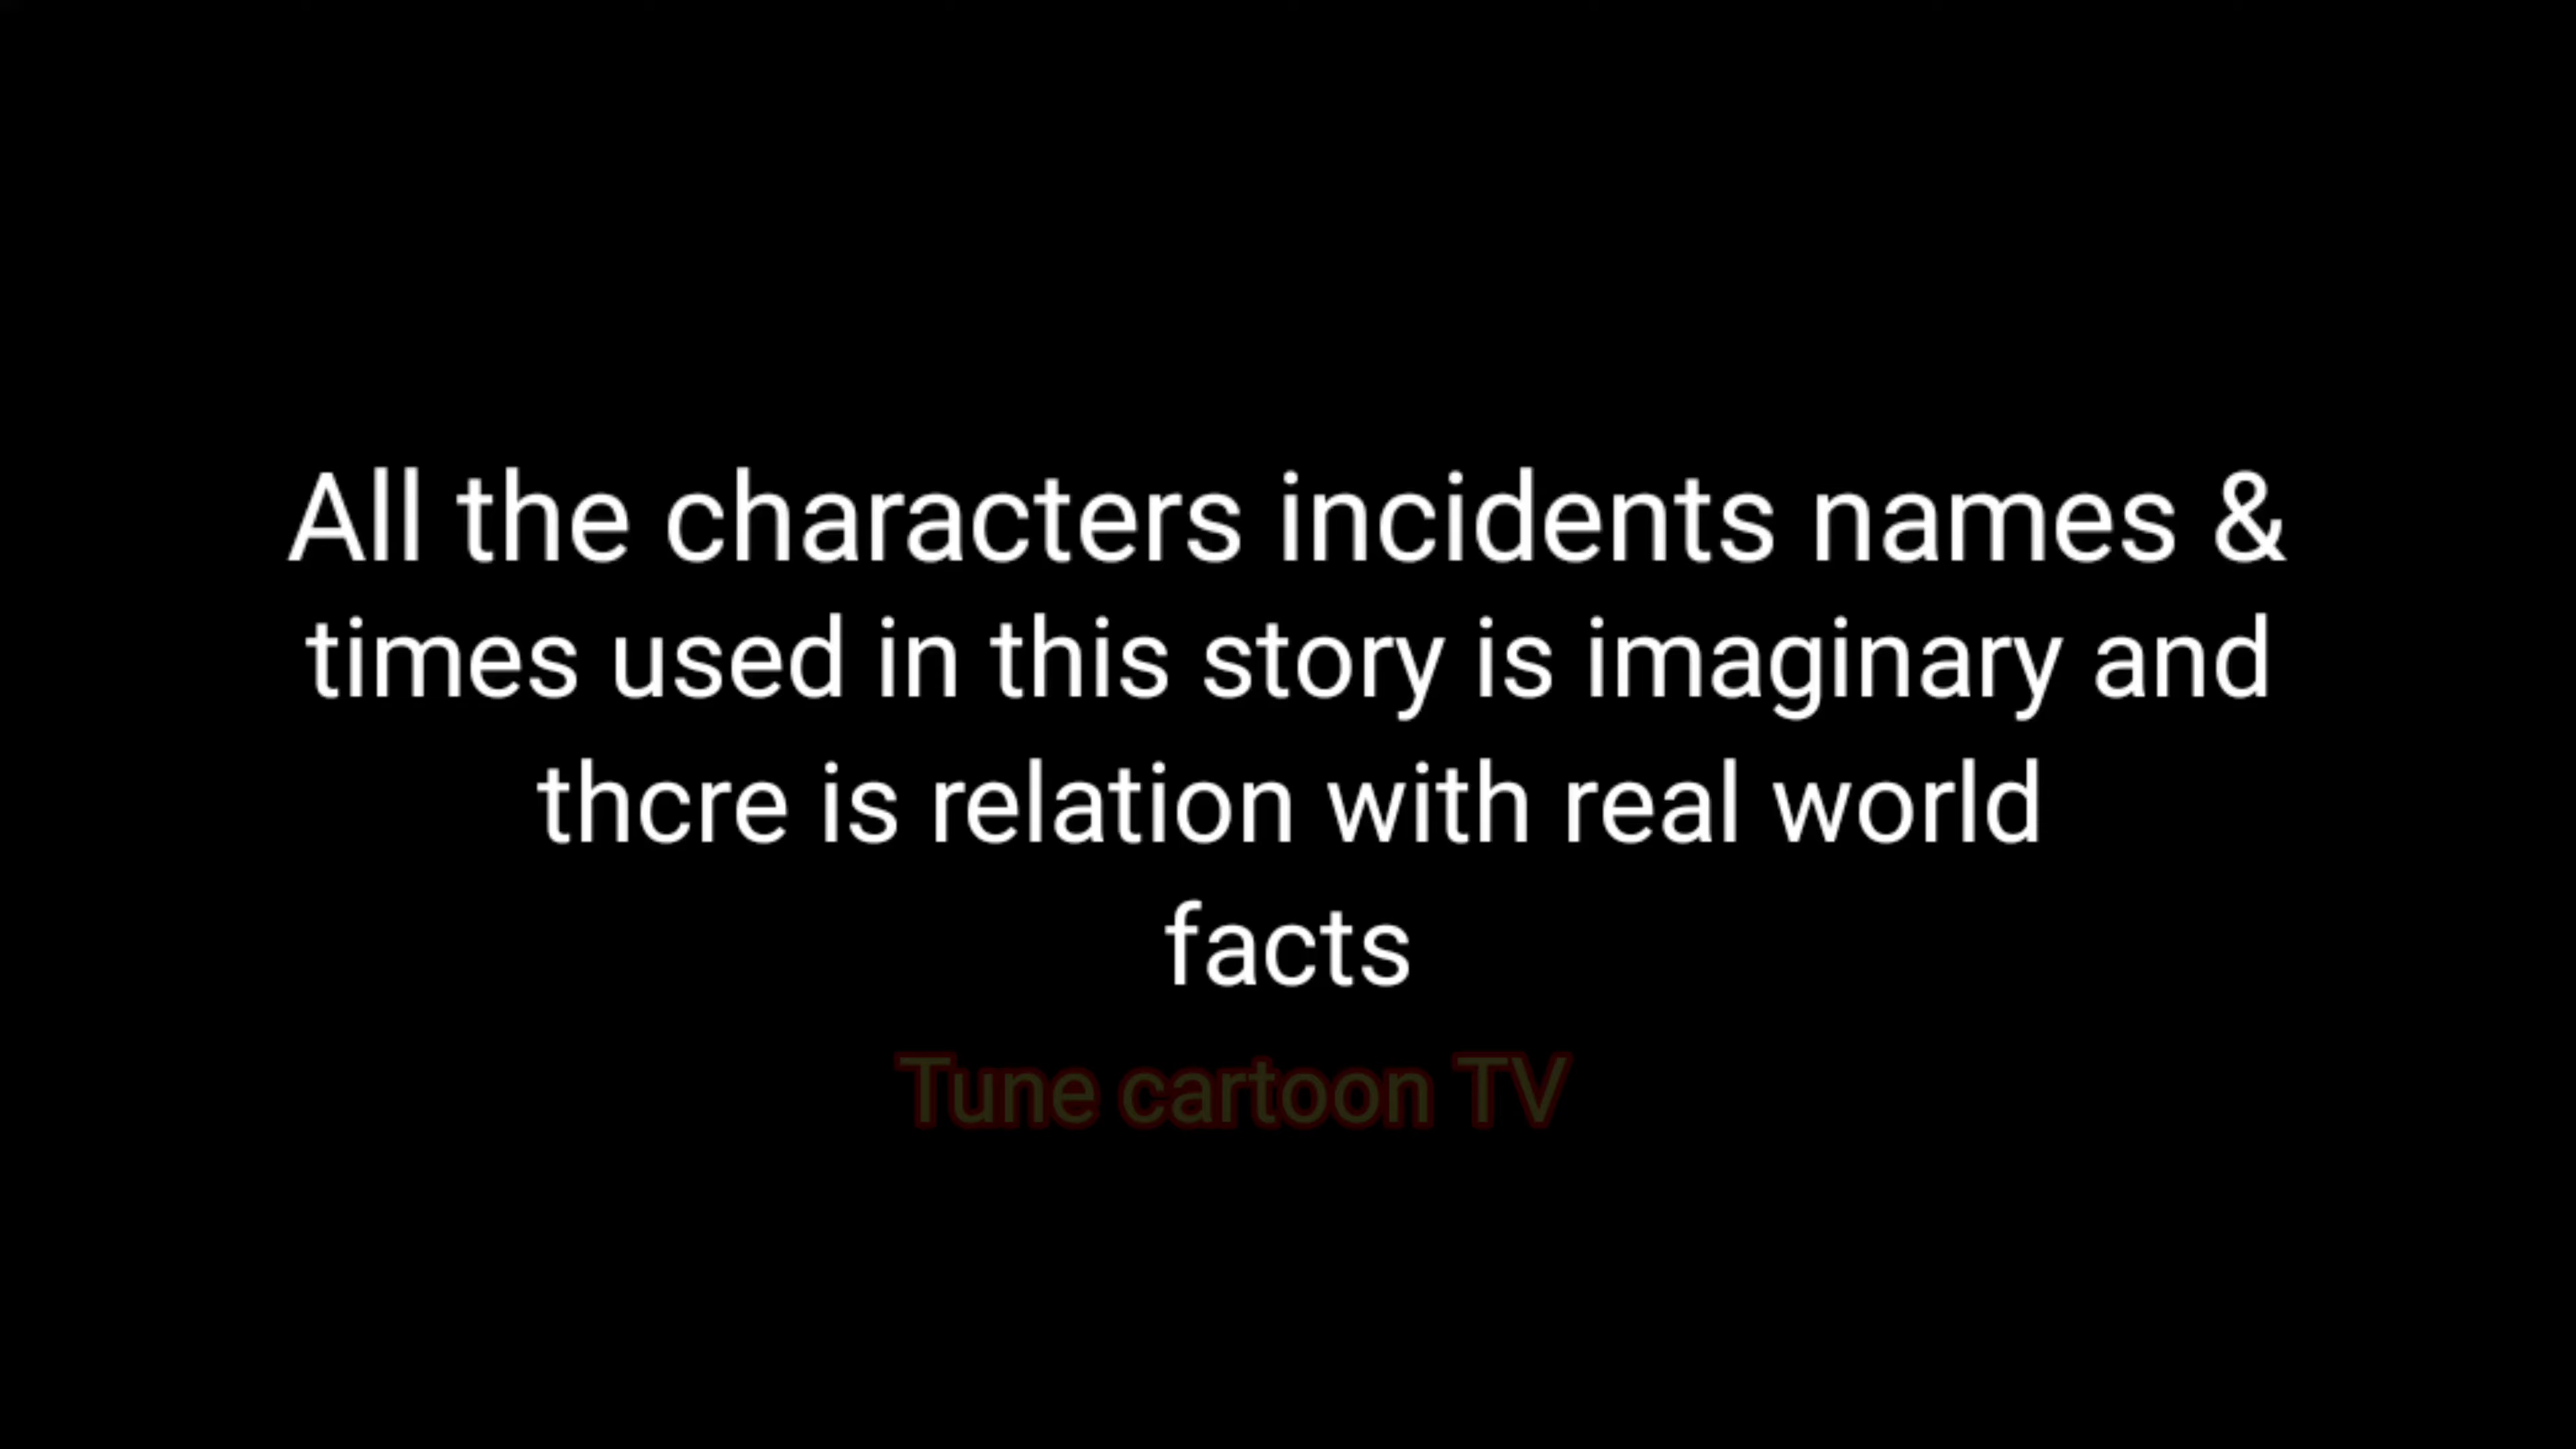 All the characters incidents names &
times used in this story is imaginary and
thcre is relation with real world
facts
Tune cartoon TV